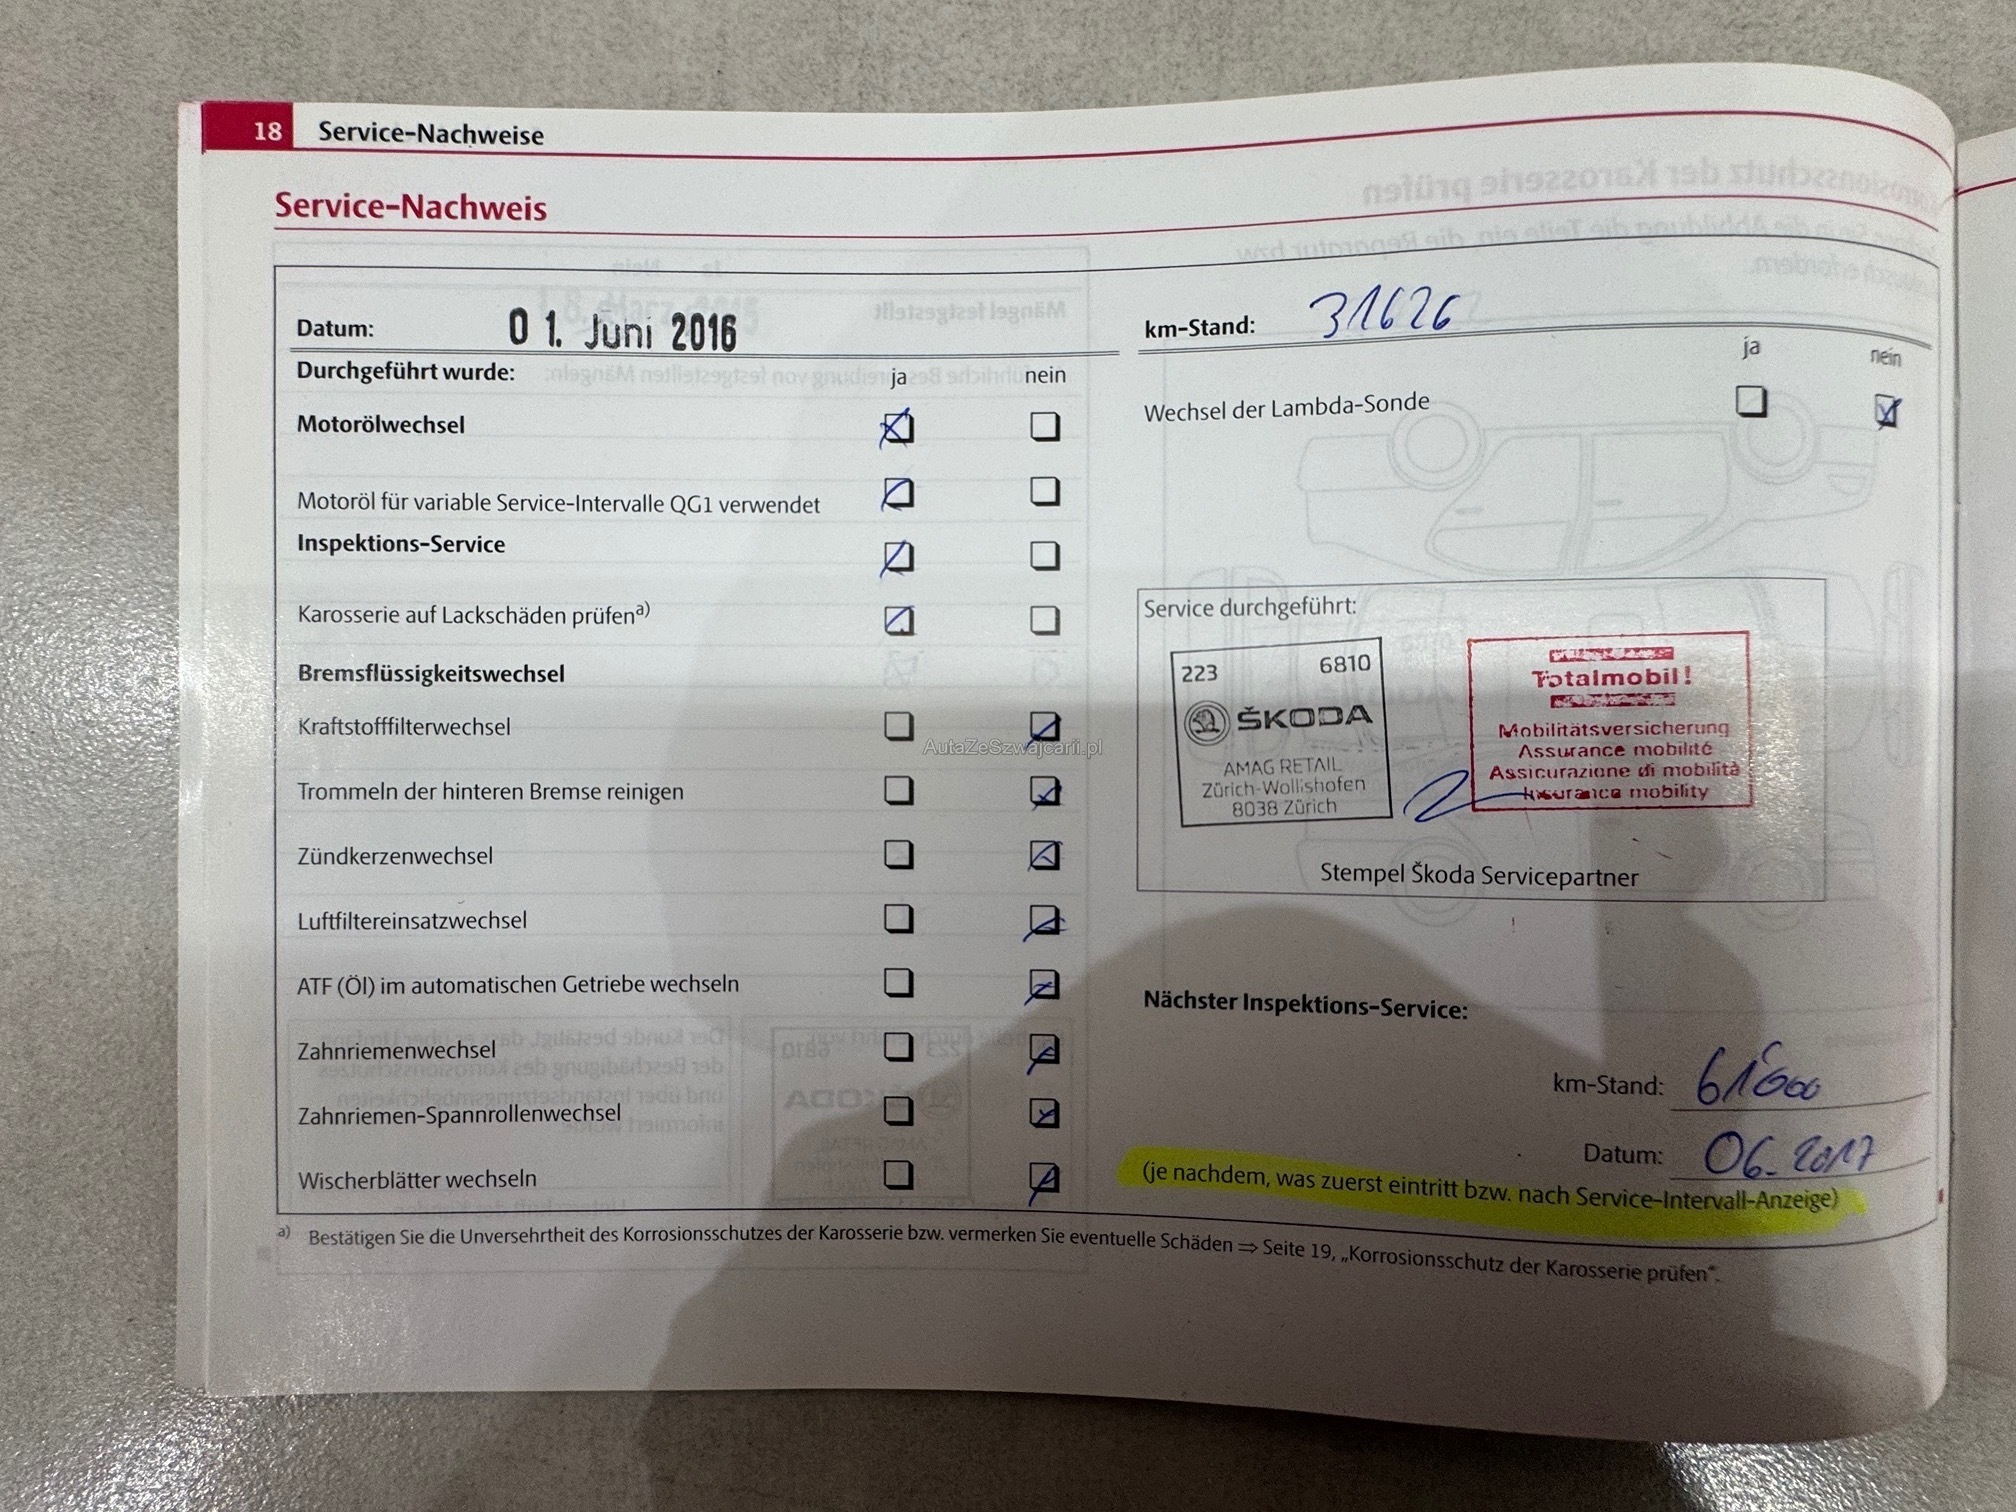 18 Service-Nachweise
Service-Nachweis
Datum: 01. Juni 2016
km-Stand: 31626
Durchgeführt wurde: ja nein
ja nein
Motorölwechsel
Wechsel der Lambda-Sonde
Motoröl für variable Service-Intervalle QG1 verwendet
Inspektions-Service
Karosserie auf Lackschäden prüfen a)
Bremsflüssigkeitswechsel
Kraftstofffilterwechsel
Trommeln der hinteren Bremse reinigen
Zündkerzenwechsel
Luftfiltereinsatzwechsel
ATF (Öl) im automatischen Getriebe wechseln
Zahnriemenwechsel
Zahnriemen-Spannrollenwechsel
Wischerblätter wechseln
Service durchgeführt:
223 6810
ŠKODA
AMAG RETAIL
Zürich-Wollishofen
8038 Zürich
Totalmobil!
Mobilitätsversicherung
Assurance mobilité
Assicurazione di mobilità
Insurance mobility
Stempel Škoda Servicepartner
Nächster Inspektions-Service:
km-Stand: 61600
Datum: 06.2017
(je nachdem, was zuerst eintritt bzw. nach Service-Intervall-Anzeige)
a) Bestätigen Sie die Unversehrtheit des Korrosionsschutzes der Karosserie bzw. vermerken Sie eventuelle Schäden ⇒ Seite 19, „Korrosionsschutz der Karosserie prüfen“.
AutaZeSzwajcarii.pl